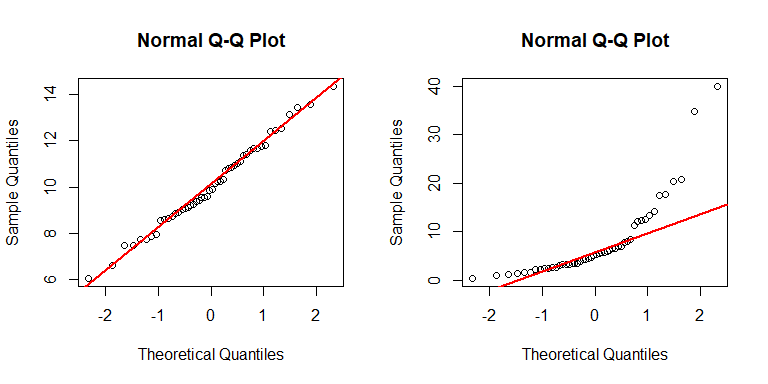 Normal Q-Q Plot
Sample Quantiles
14
12
10
8
6
-2 -1 0 1 2
Theoretical Quantiles
Normal Q-Q Plot
Sample Quantiles
40
30
20
10
0
-2 -1 0 1 2
Theoretical Quantiles